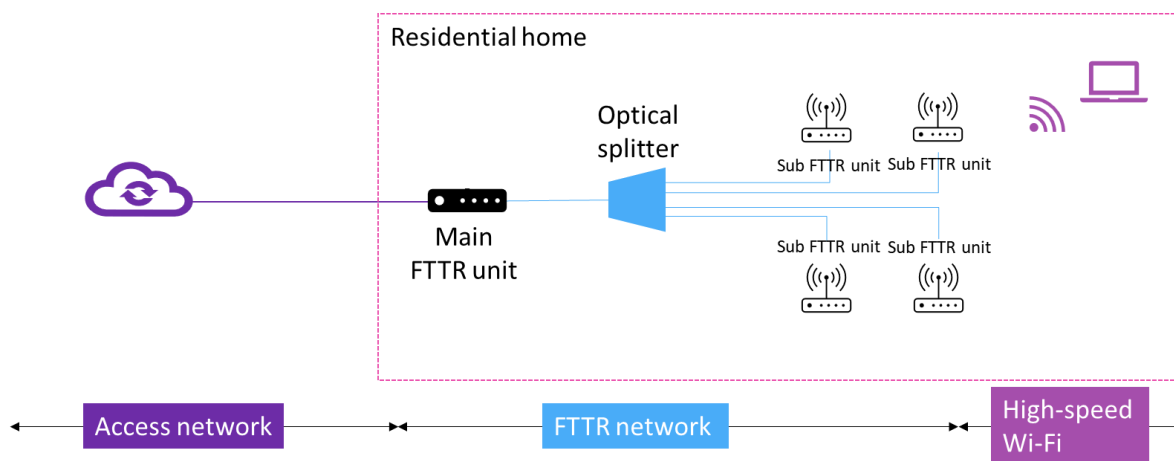 Residential home
Optical
splitter
Sub FTTR unit
Sub FTTR unit
Main
FTTR unit
Sub FTTR unit
Sub FTTR unit
Access network
FTTR network
High-speed
Wi-Fi